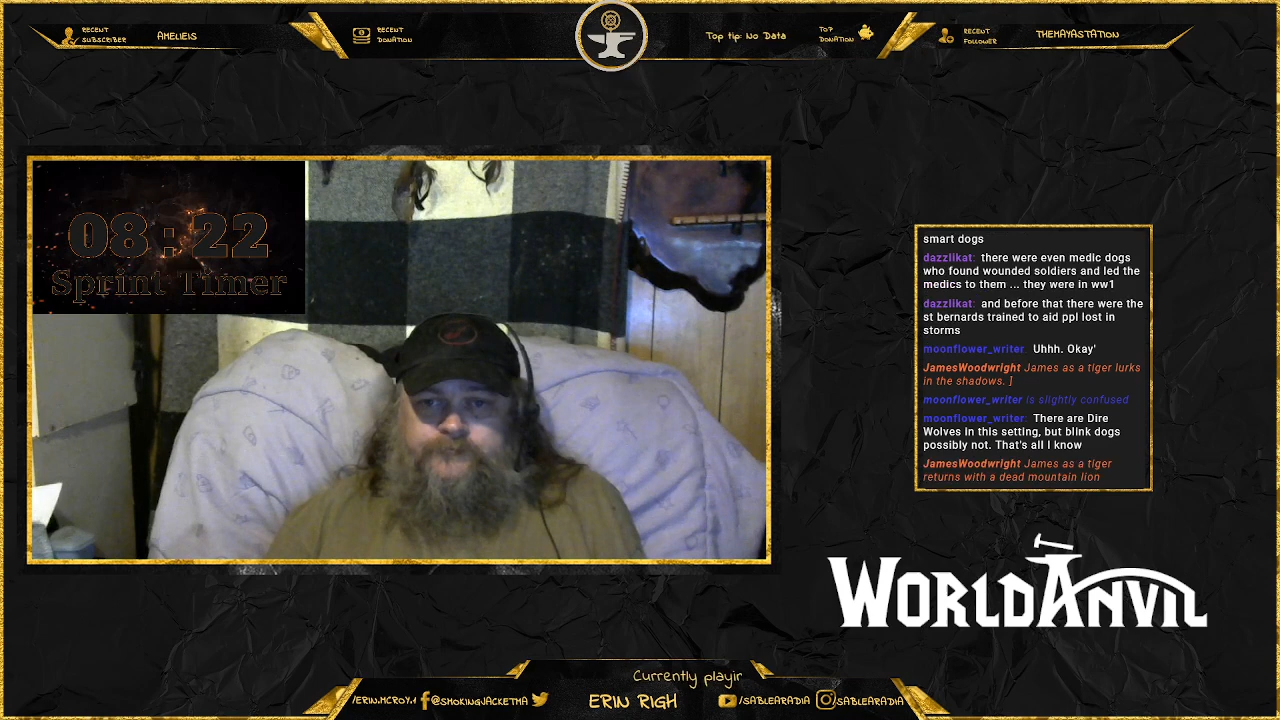 RECENT
SUBSCRIBER
AMELIEIS
RECENT
DONATION
Top tip: No Data
TOP
DONATION
RECENT
FOLLOWER
THEMAYASTATION
08:22
Sprint Timer
smart dogs
dazzlikat: there were even medic dogs
who found wounded soldiers and led the
medics to them ... they were in ww1
dazzlikat: and before that there were the
st bernards trained to aid ppl lost in
storms
moonflower_writer: Uhhh. Okay'
JamesWoodwright James as a tiger lurks
in the shadows. ]
moonflower_writer is slightly confused
moonflower_writer: There are Dire
Wolves in this setting, but blink dogs
possibly not. That's all I know
JamesWoodwright James as a tiger
returns with a dead mountain lion
WORLDANVIL
Currently playir
/ERIN.MCROY.1 @SMOKINGJACKETMA ERIN RIGH /SABLEARADIA /SABLEARADIA